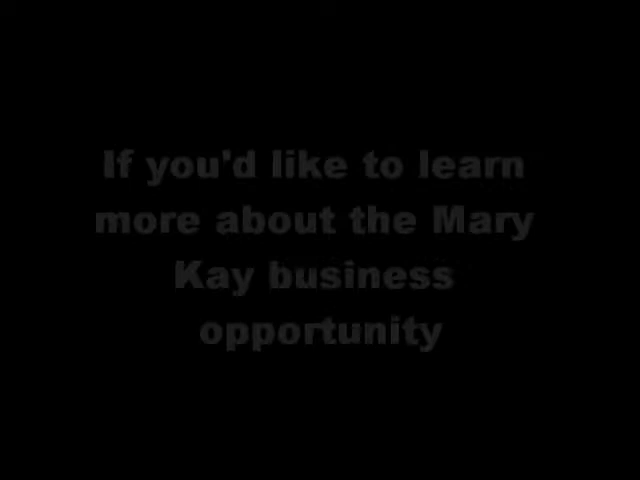 If you'd like to learn
more about the Mary
Kay business
opportunity